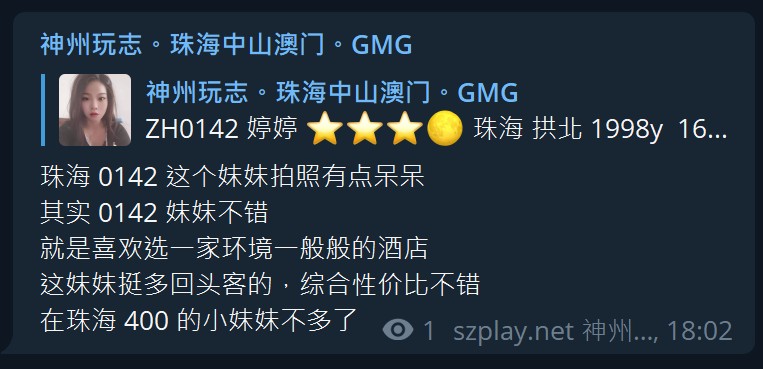 神州玩志。珠海中山澳门。GMG
神州玩志。珠海中山澳门。GMG
ZH0142 婷婷 ⭐⭐⭐🌕 珠海 拱北 1998y 16...
珠海 0142 这个妹妹拍照有点呆呆
其实 0142 妹妹不错
就是喜欢选一家环境一般般的酒店
这妹妹挺多回头客的，综合性价比不错
在珠海 400 的小妹妹不多了
1 szplay.net 神州..., 18:02